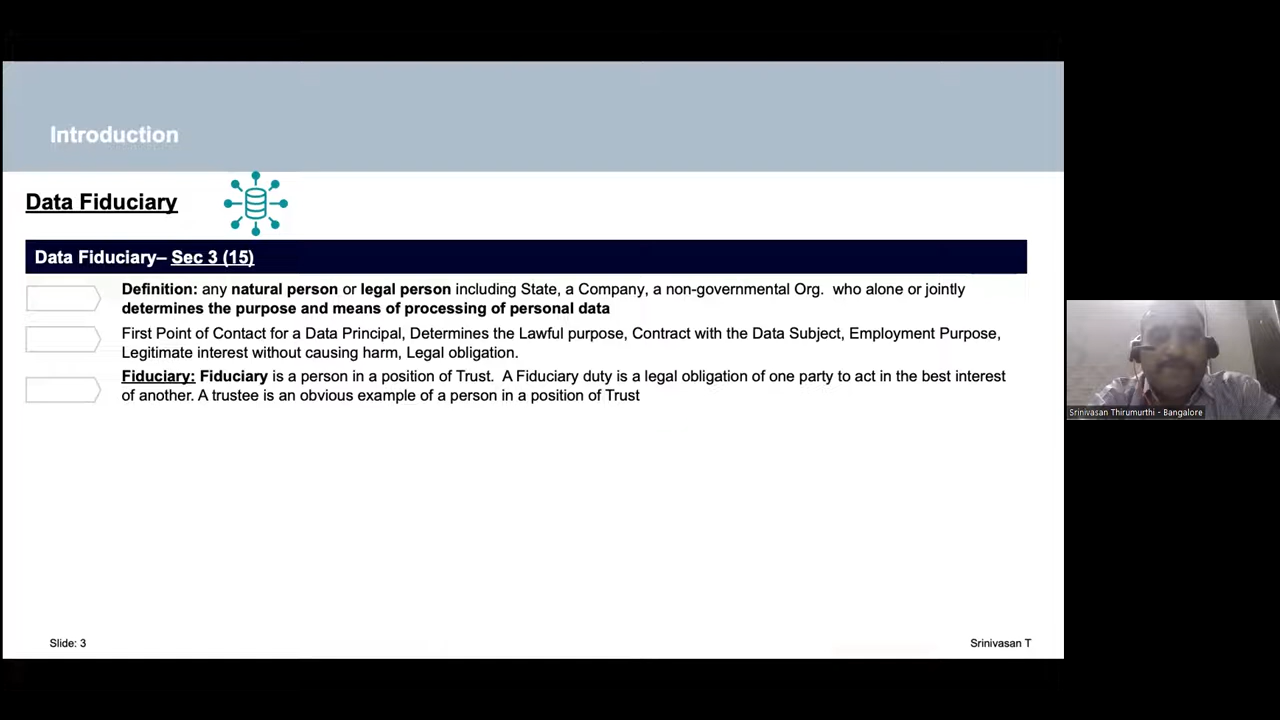 Introduction
Data Fiduciary
Data Fiduciary– Sec 3 (15)
Definition: any natural person or legal person including State, a Company, a non-governmental Org.  who alone or jointly
determines the purpose and means of processing of personal data
First Point of Contact for a Data Principal, Determines the Lawful purpose, Contract with the Data Subject, Employment Purpose,
Legitimate interest without causing harm, Legal obligation.
Fiduciary: Fiduciary is a person in a position of Trust.  A Fiduciary duty is a legal obligation of one party to act in the best interest
of another. A trustee is an obvious example of a person in a position of Trust
Srinivasan Thirumurthi - Bangalore
Slide: 3
Srinivasan T